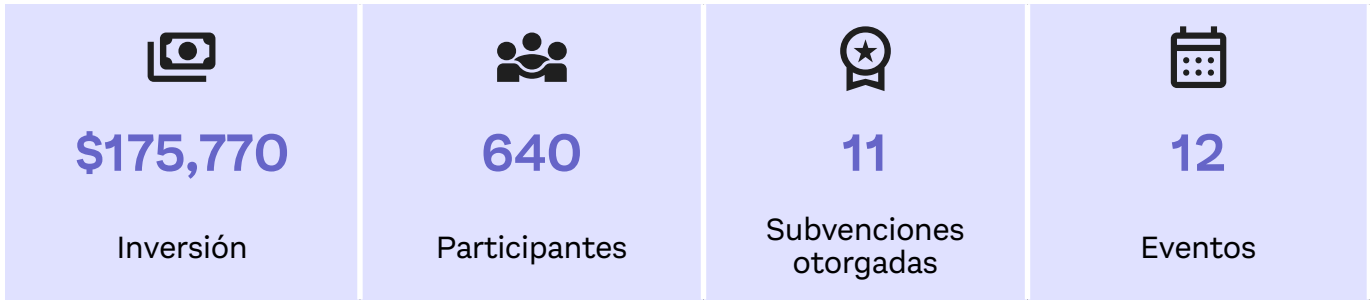 $175,770
Inversión
640
Participantes
11
Subvenciones
otorgadas
12
Eventos